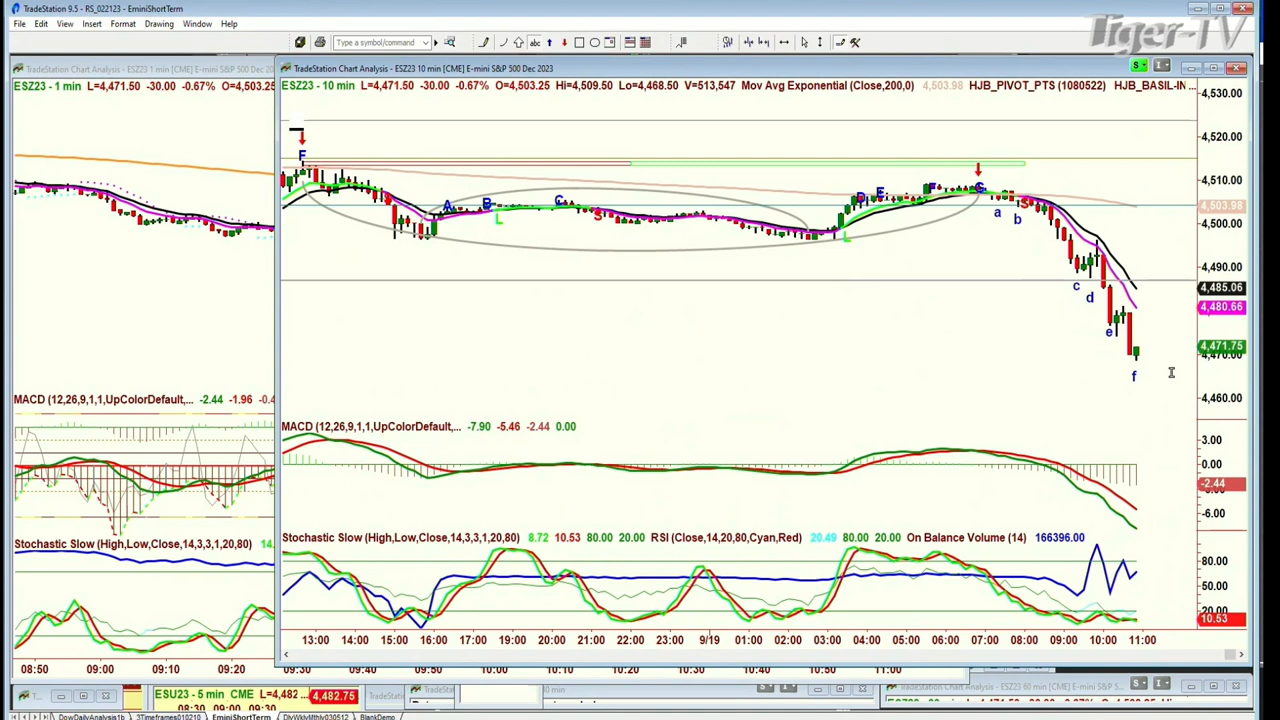 TradeStation 9.5 - RS_022123 - EminiShortTerm
Tiger-TV
File Edit View Insert Format Drawing Window Help
Type a symbol/command
TradeStation Chart Analysis - ESZ23 1 min [CME] E-mini S&P 500 Dec 202
TradeStation Chart Analysis - ESZ23 10 min [CME] E-mini S&P 500 Dec 2023
S
I
ESZ23 - 1 min L=4,471.50 -30.00 -0.67% O=4,503.25
ESZ23 - 10 min L=4,471.50 -30.00 -0.67% O=4,503.25 Hi=4,509.50 Lo=4,468.50 V=513,547 Mov Avg Exponential (Close,200,0) 4,503.98 HJB_PIVOT_PTS (1080522) HJB_BASIL-IN...
4,530.00
4,520.00
4,510.00
4,503.98
4,500.00
4,490.00
4,485.06
4,480.66
4,471.75
4,470.00
4,460.00
F
S
A
B
L
C
S
L
D
E
F
G
S
a
b
c
d
e
f
MACD (12,26,9,1,1,UpColorDefault,... -2.44 -1.96 -0.4
MACD (12,26,9,1,1,UpColorDefault,... -7.90 -5.46 -2.44 0.00
3.00
0.00
-2.44
-6.00
Stochastic Slow (High,Low,Close,14,3,3,1,20,80) 14.
Stochastic Slow (High,Low,Close,14,3,3,1,20,80) 8.72 10.53 80.00 20.00 RSI (Close,14,20,80,Cyan,Red) 20.49 80.00 20.00 On Balance Volume (14) 166396.00
80.00
50.00
20.00
10.53
13:00 14:00 15:00 16:00 17:00 19:00 20:00 21:00 22:00 23:00 9/1 01:00 02:00 03:00 04:00 05:00 06:00 07:00 08:00 09:00 10:00 11:00
08:50 09:00 09:10 09:20 09:30 09:50 10:00 10:10 10:20 10:30 10:50 11:00
ESU23 - 5 min CME L=4,482 4,482.75
DowDailyAnalysis1b 3Timeframes010210 EminiShortTerm DlyWklyMthly030512 BlankDemo